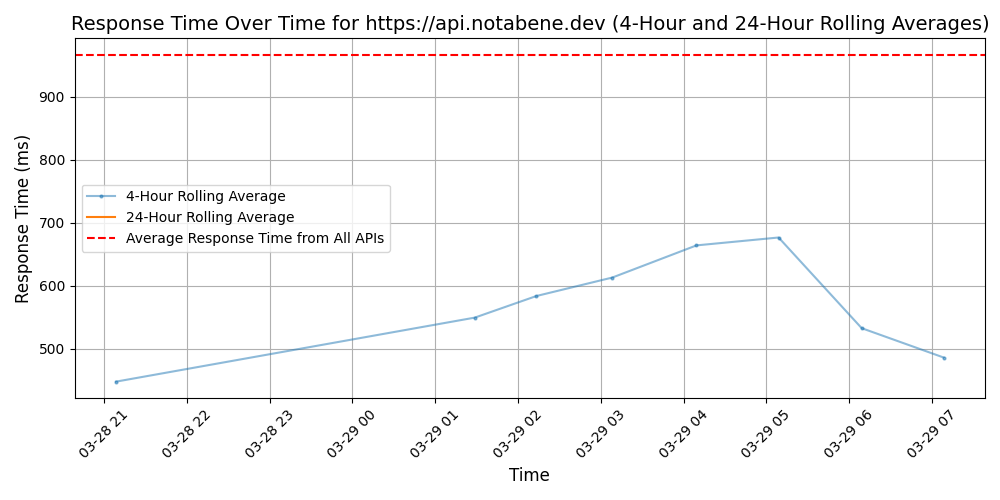 Response Time Over Time for https://api.notabene.dev (4-Hour and 24-Hour Rolling Averages)
Response Time (ms)
900
800
700
600
500
4-Hour Rolling Average
24-Hour Rolling Average
Average Response Time from All APIs
03-28 21
03-28 22
03-28 23
03-29 00
03-29 01
03-29 02
03-29 03
03-29 04
03-29 05
03-29 06
03-29 07
Time